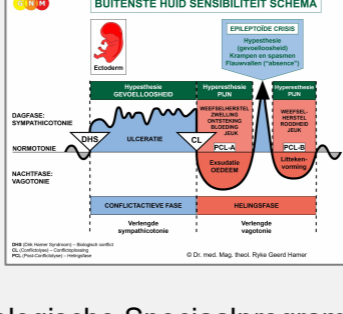 GNM
BUITENSTE HUID SENSIBILITEIT SCHEMA
EPILEPTOÏDE CRISIS
Hypesthesie
(gevoelloosheid)
Krampen en spasmen
Flauwvallen ("absence")
Ectoderm
Hypesthesie
GEVOELLOOSHEID
Hyperesthesie
PIJN
Hyperesthesie
PIJN
DAGFASE:
SYMPATHICOTONIE
WEEFSELHERSTEL
ZWELLING
ONTSTEKING
BLOEDING
JEUK
WEEFSEL-
HERSTEL
ROODHEID
JEUK
DHS
ULCERATIE
CL
PCL-A
PCL-B
NORMOTONIE
Exsudatie
OEDEEM
Litteken-
vorming
NACHTFASE:
VAGOTONIE
CONFLICTACTIEVE FASE
HELINGSFASE
Verlengde
sympathicotonie
Verlengde
vagotonie
DHS (Dirk Hamer Syndroom) – Biologisch conflict
CL (Conflictolyse) – Conflictoplossing
PCL (Post-Conflictolyse) – Helingsfase
© Dr. med. Mag. theol. Ryke Geerd Hamer